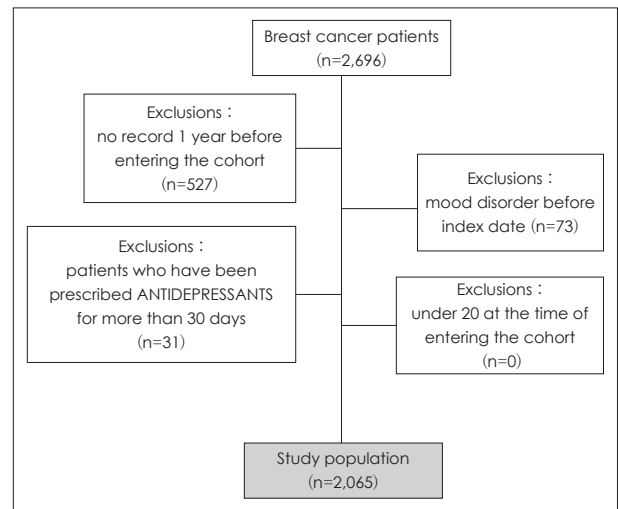 Breast cancer patients
(n=2,696)
Exclusions：
no record 1 year before
entering the cohort
(n=527)
Exclusions：
mood disorder before
index date (n=73)
Exclusions：
patients who have been
prescribed ANTIDEPRESSANTS
for more than 30 days
(n=31)
Exclusions：
under 20 at the time of
entering the cohort
(n=0)
Study population
(n=2,065)